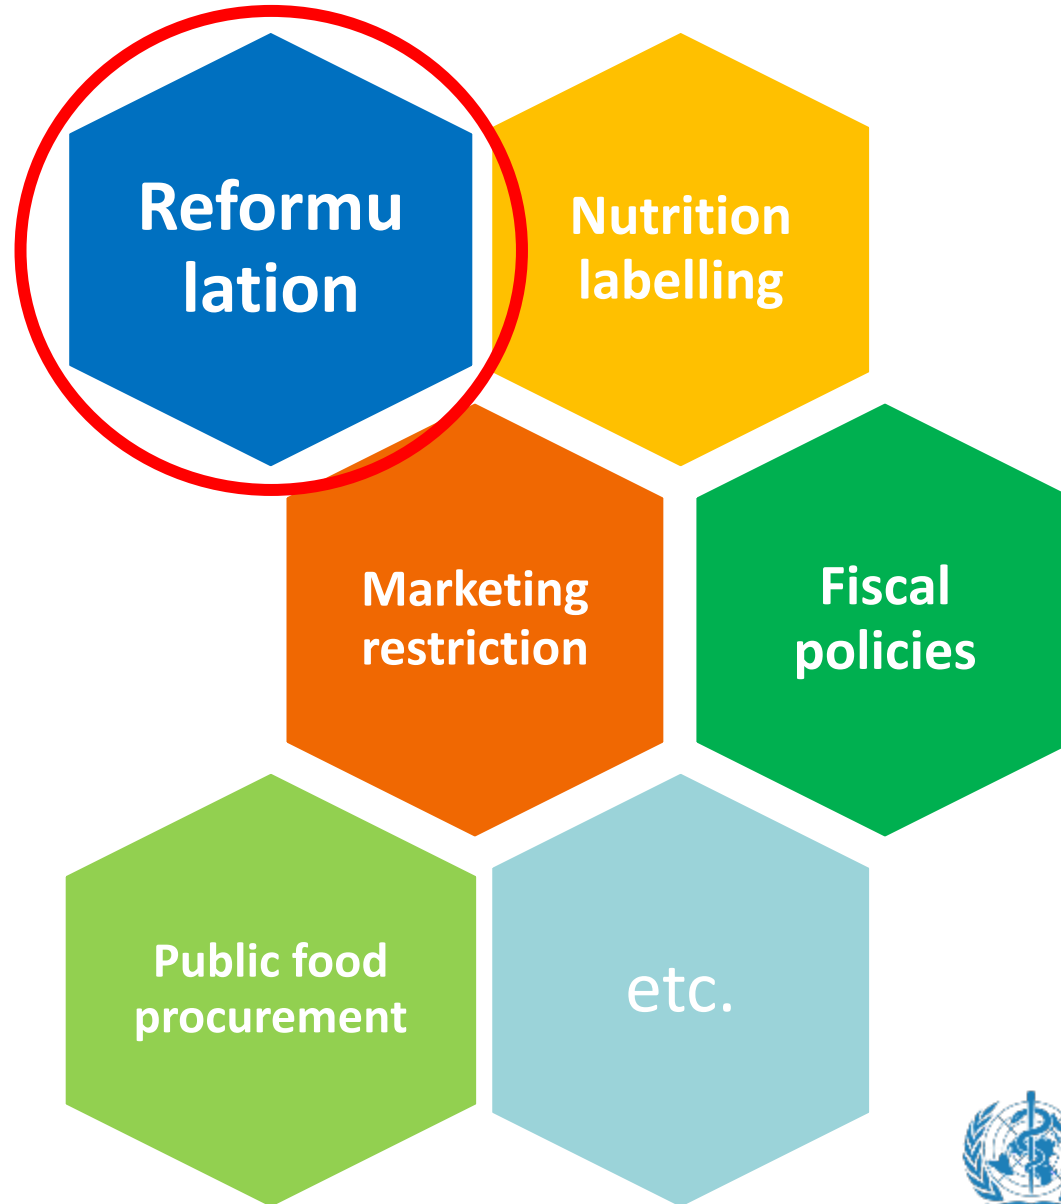 Reformu
lation
Nutrition
labelling
Marketing
restriction
Fiscal
policies
Public food
procurement
etc.